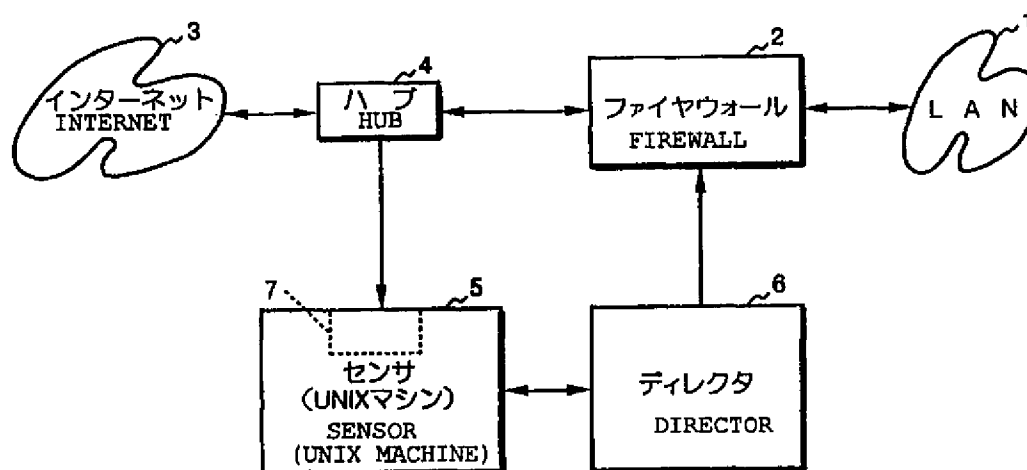 3
インターネット
INTERNET
4
ハブ
HUB
2
ファイヤウォール
FIREWALL
LAN
7
5
センサ
(UNIXマシン)
SENSOR
(UNIX MACHINE)
6
ディレクタ
DIRECTOR